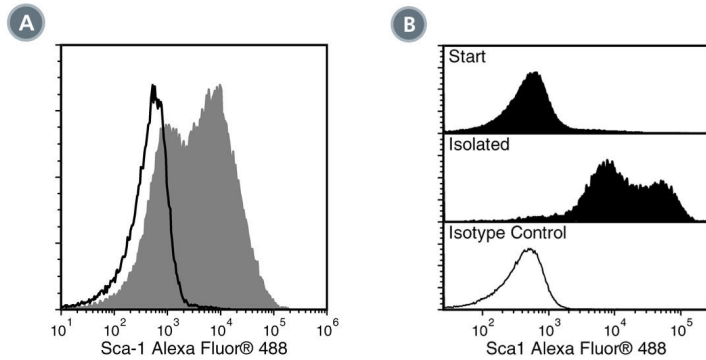 A
10¹ 10² 10³ 10⁴ 10⁵ 10⁶
Sca-1 Alexa Fluor® 488
B
Start
Isolated
Isotype Control
10² 10³ 10⁴ 10⁵
Sca1 Alexa Fluor® 488